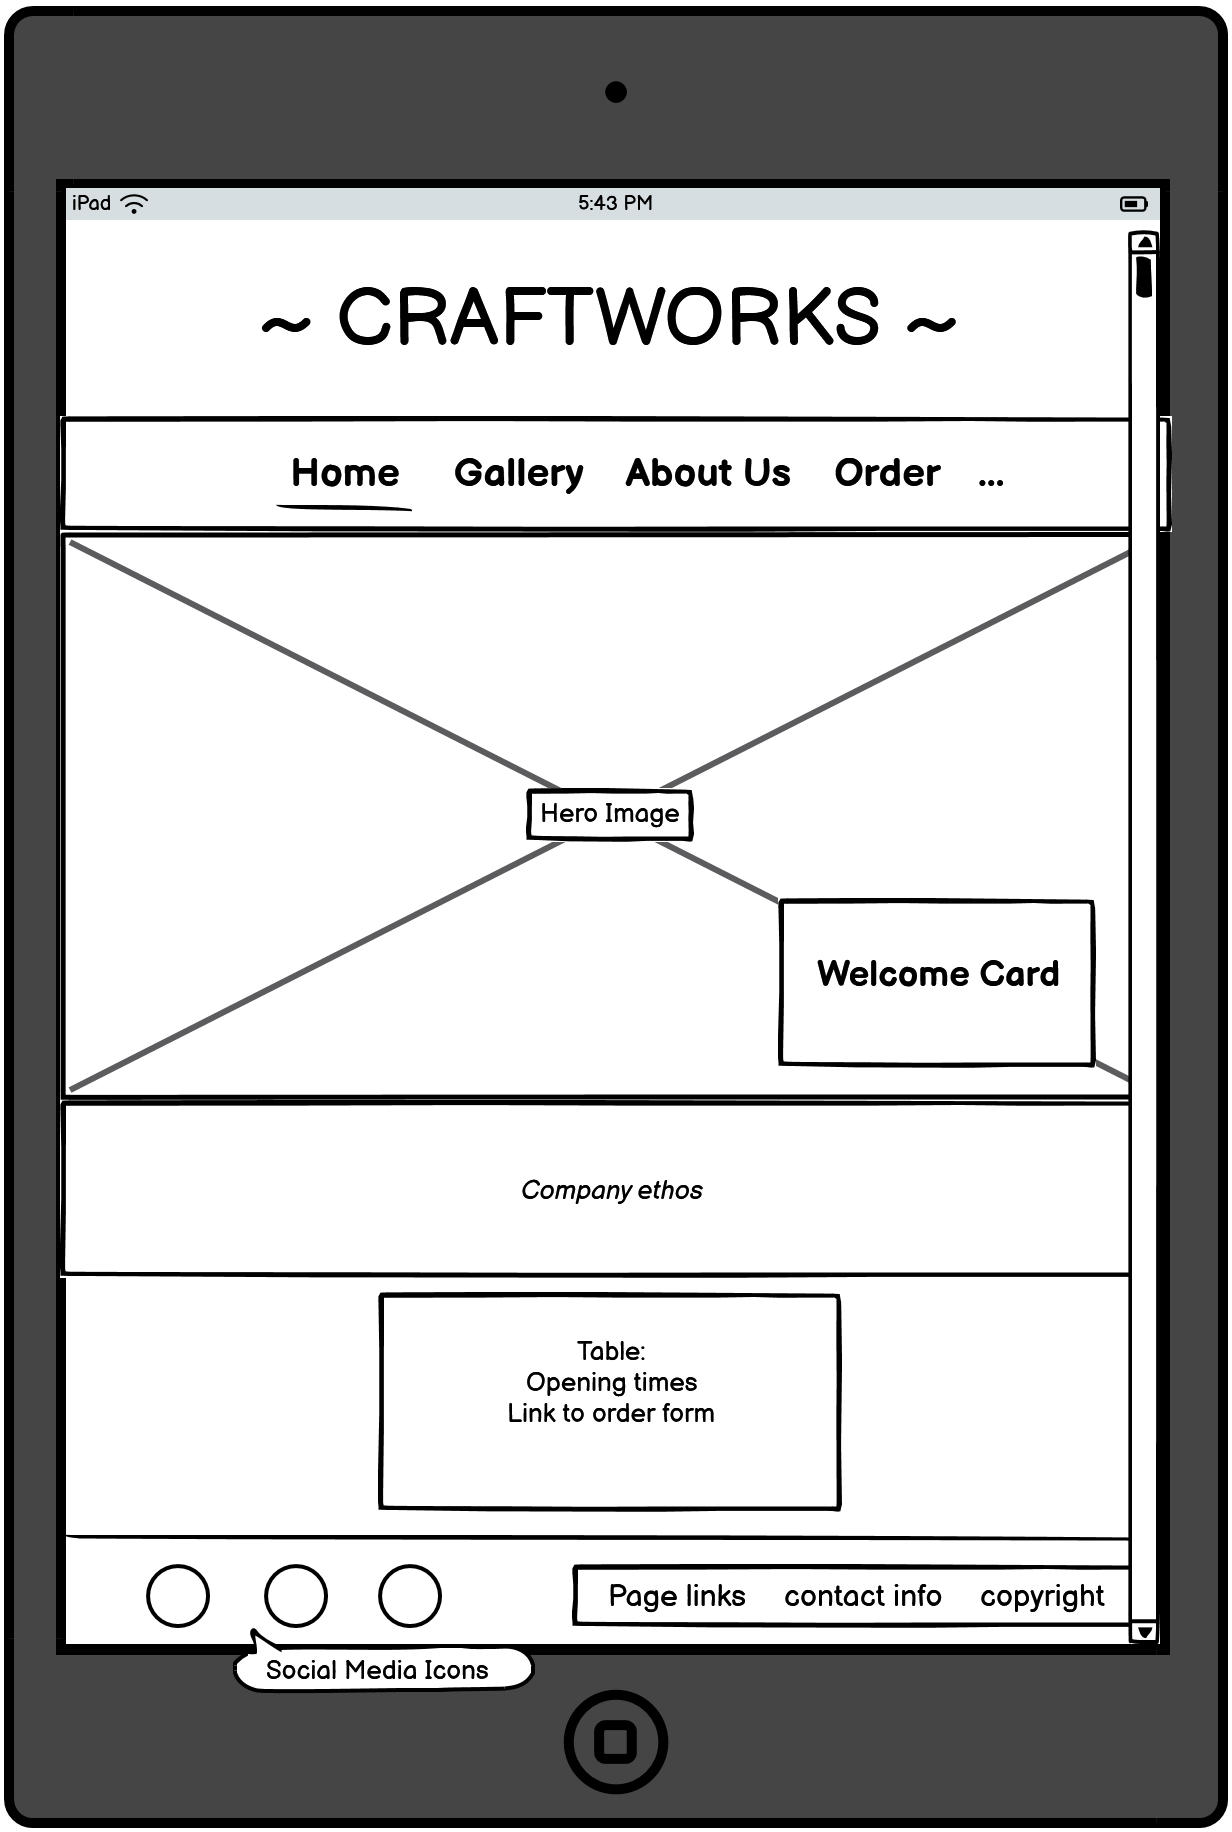 iPad 5:43 PM
~ CRAFTWORKS ~
Home Gallery About Us Order ...
Hero Image
Welcome Card
Company ethos
Table:
Opening times
Link to order form
Page links contact info copyright
Social Media Icons